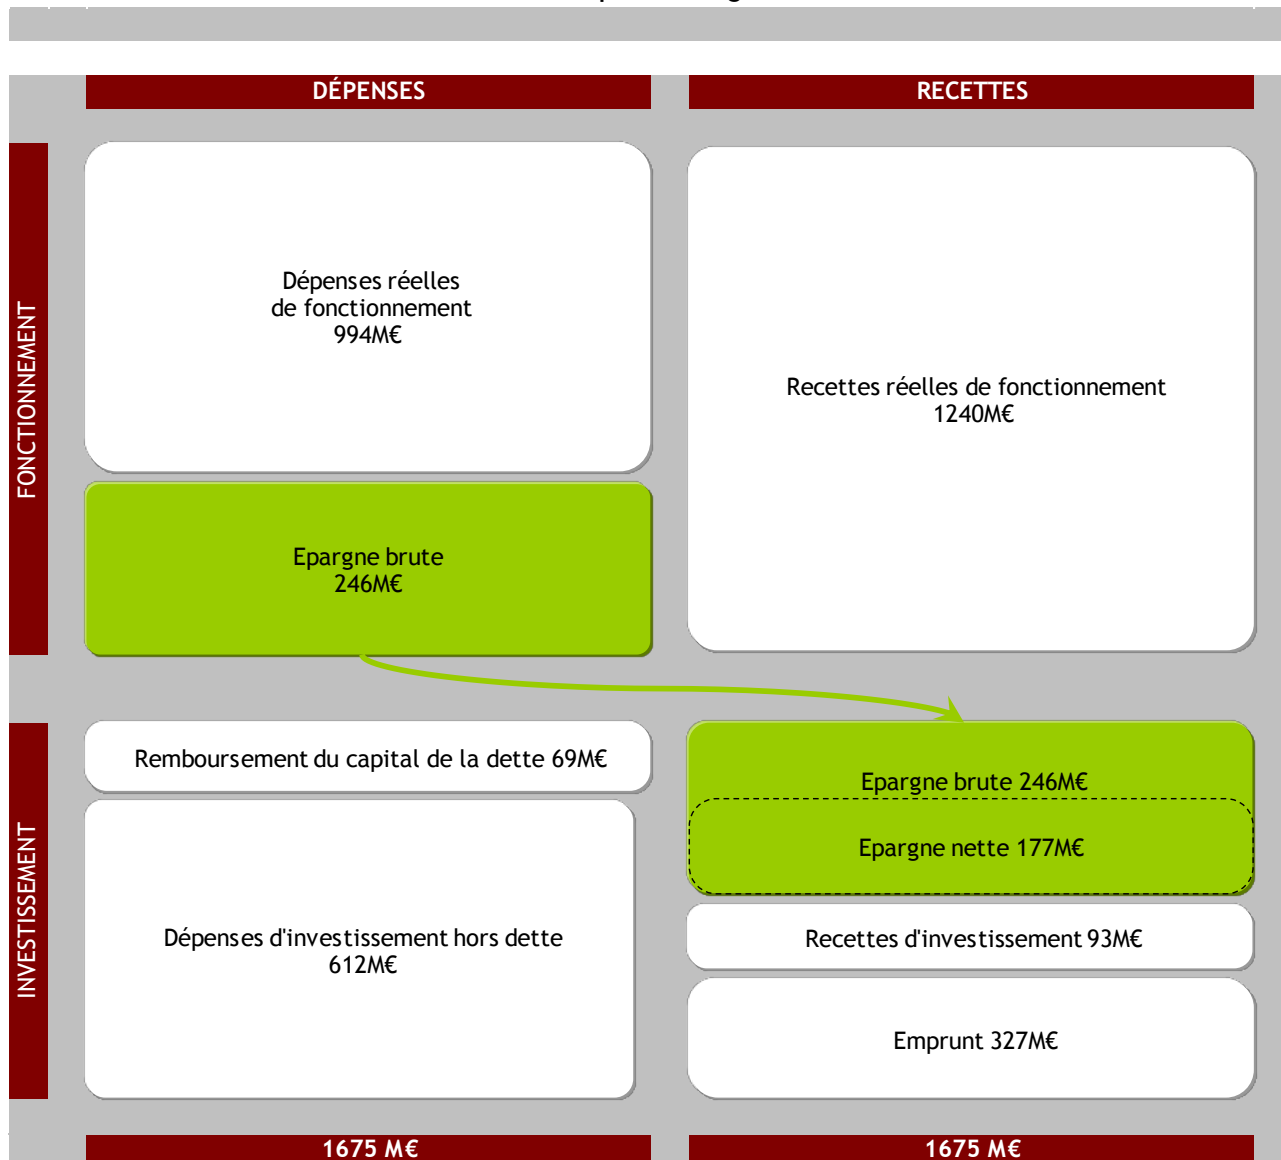 DÉPENSES
RECETTES
FONCTIONNEMENT
Dépenses réelles
de fonctionnement
994M€
Recettes réelles de fonctionnement
1240M€
Epargne brute
246M€
INVESTISSEMENT
Remboursement du capital de la dette 69M€
Epargne brute 246M€
Epargne nette 177M€
Dépenses d'investissement hors dette
612M€
Recettes d'investissement 93M€
Emprunt 327M€
1675 M€
1675 M€